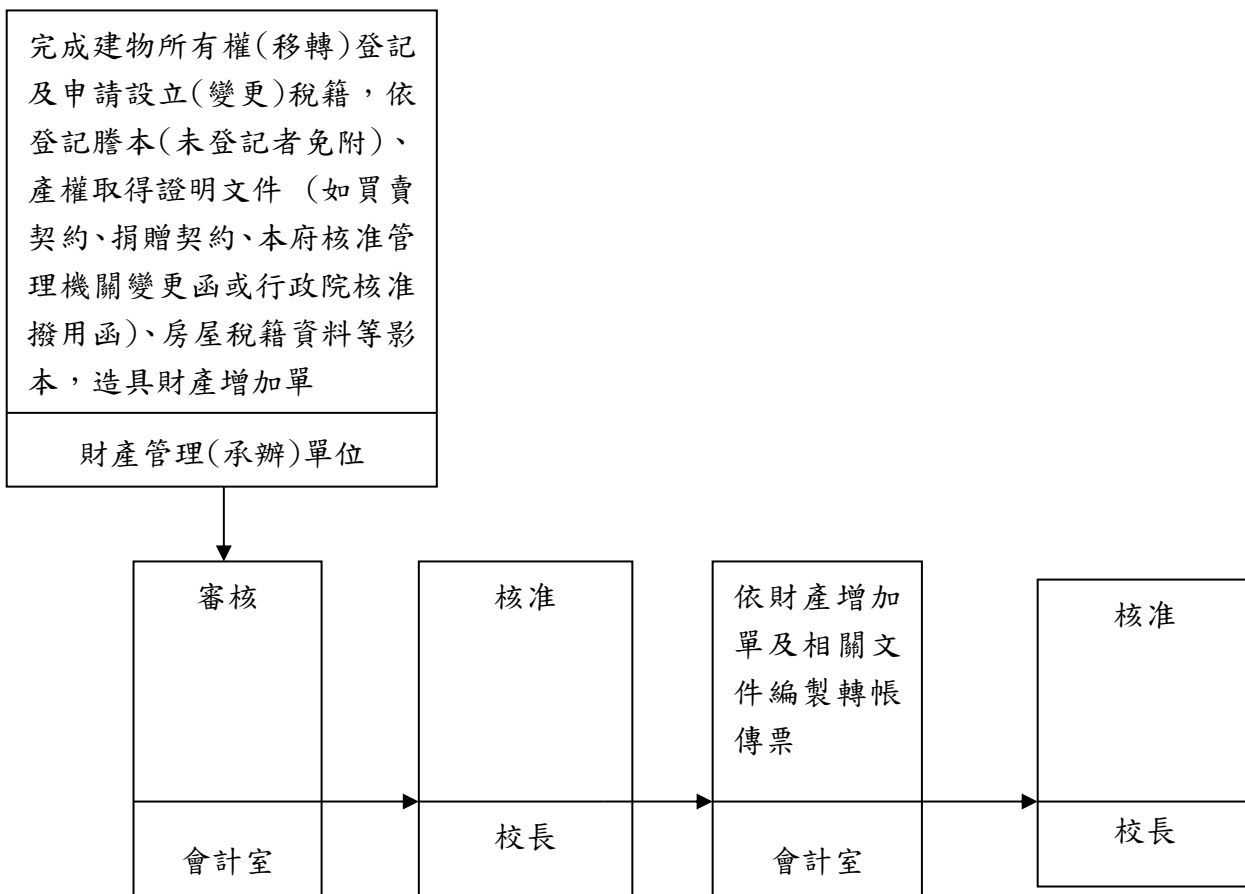 完成建物所有權(移轉)登記
及申請設立(變更)稅籍，依
登記謄本(未登記者免附)、
產權取得證明文件 (如買賣
契約、捐贈契約、本府核准管
理機關變更函或行政院核准
撥用函)、房屋稅籍資料等影
本，造具財產增加單
財產管理(承辦)單位
審核
會計室
核准
校長
依財產增加
單及相關文
件編製轉帳
傳票
會計室
核准
校長